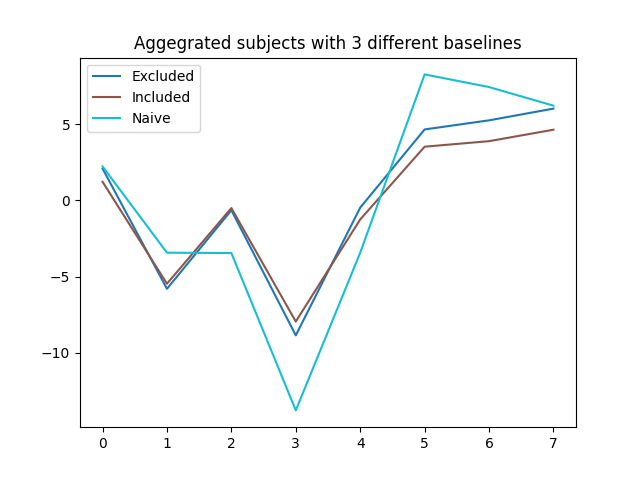 Aggegrated subjects with 3 different baselines
Excluded
Included
Naive
5
0
−5
−10
0 1 2 3 4 5 6 7